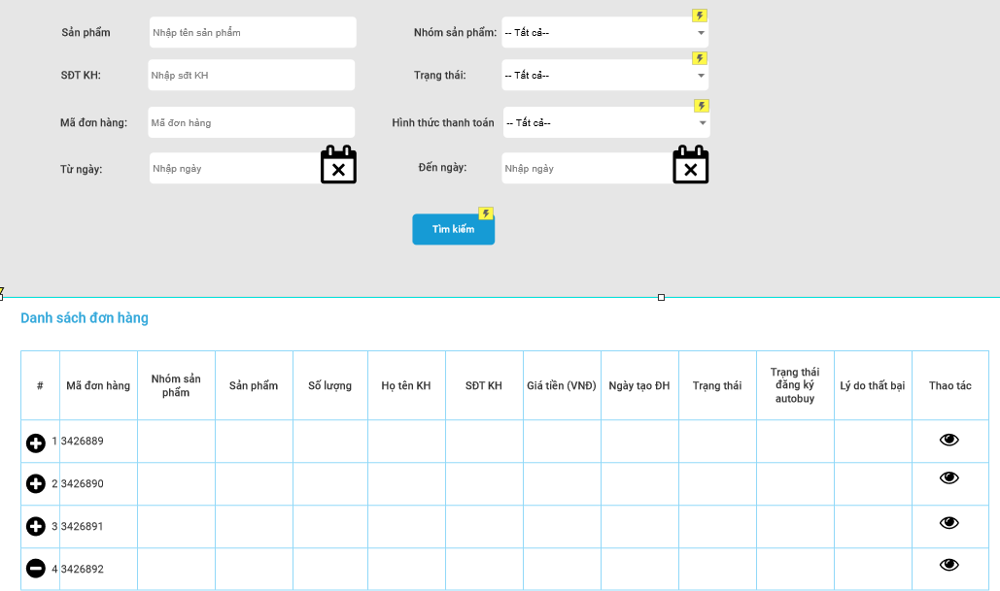 Sản phẩm
Nhập tên sản phẩm
Nhóm sản phẩm:
-- Tất cả--
SĐT KH:
Nhập sđt KH
Trạng thái:
-- Tất cả--
Mã đơn hàng:
Mã đơn hàng
Hình thức thanh toán
-- Tất cả--
Từ ngày:
Nhập ngày
Đến ngày:
Nhập ngày
Tìm kiếm
Danh sách đơn hàng
#
Mã đơn hàng
Nhóm sản
phẩm
Sản phẩm
Số lượng
Họ tên KH
SĐT KH
Giá tiền (VNĐ)
Ngày tạo ĐH
Trạng thái
Trạng thái
đăng ký
autobuy
Lý do thất bại
Thao tác
1 3426889
2 3426890
3 3426891
4 3426892